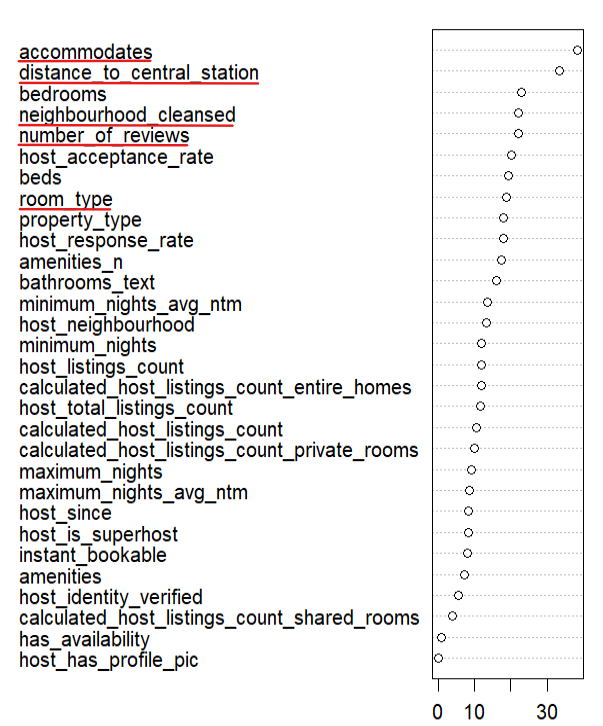 accommodates
distance_to_central_station
bedrooms
neighbourhood_cleansed
number_of_reviews
host_acceptance_rate
beds
room_type
property_type
host_response_rate
amenities_n
bathrooms_text
minimum_nights_avg_ntm
host_neighbourhood
minimum_nights
host_listings_count
calculated_host_listings_count_entire_homes
host_total_listings_count
calculated_host_listings_count
calculated_host_listings_count_private_rooms
maximum_nights
maximum_nights_avg_ntm
host_since
host_is_superhost
instant_bookable
amenities
host_identity_verified
calculated_host_listings_count_shared_rooms
has_availability
host_has_profile_pic
0 10 30